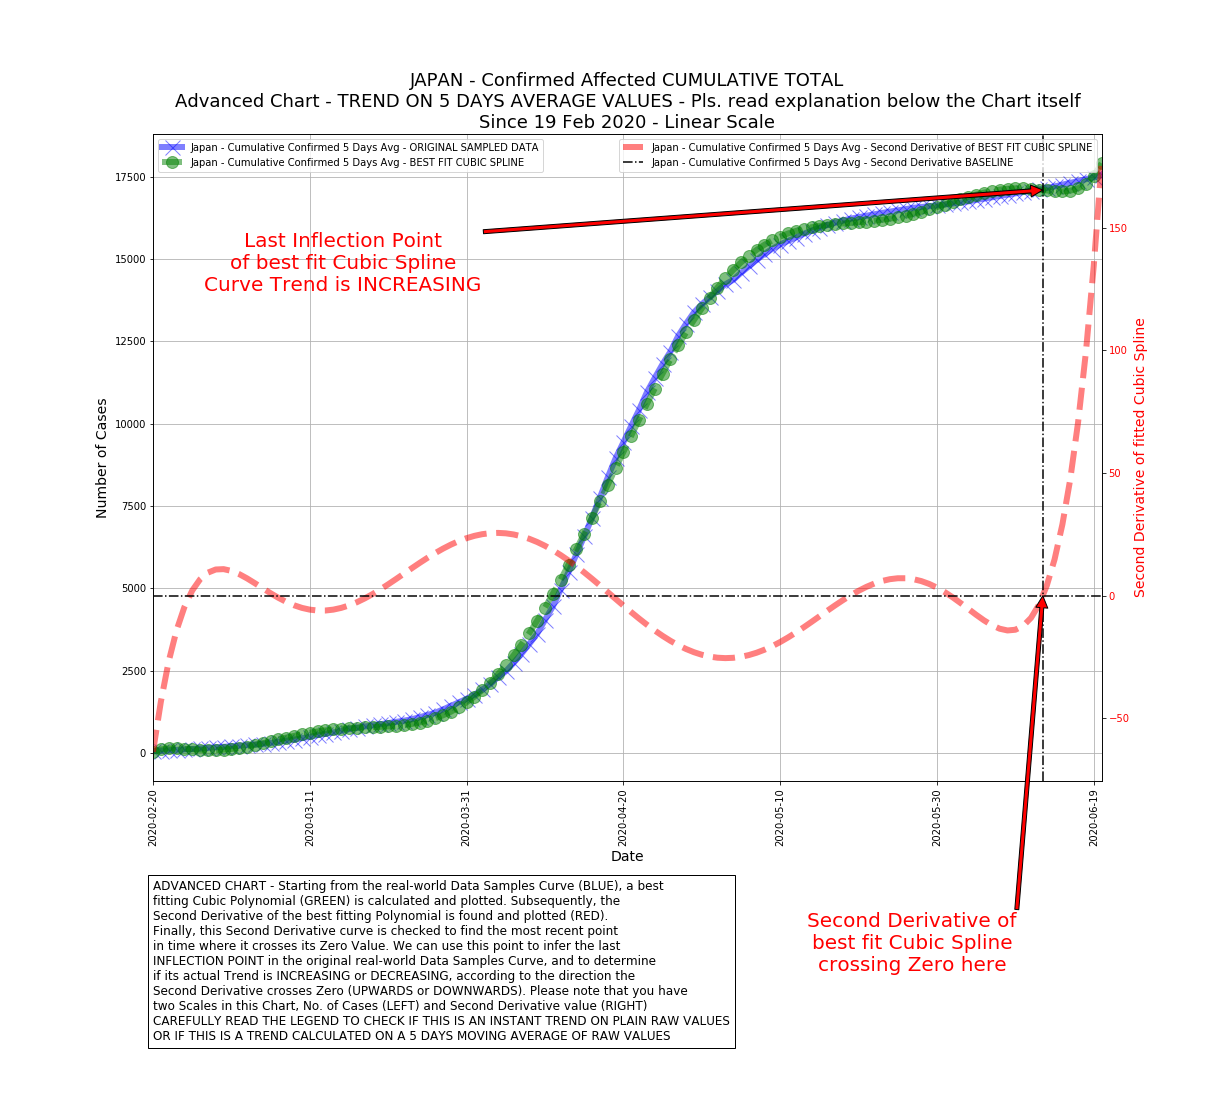 JAPAN - Confirmed Affected CUMULATIVE TOTAL
Advanced Chart - TREND ON 5 DAYS AVERAGE VALUES - Pls. read explanation below the Chart itself
Since 19 Feb 2020 - Linear Scale
Japan - Cumulative Confirmed 5 Days Avg - ORIGINAL SAMPLED DATA
Japan - Cumulative Confirmed 5 Days Avg - BEST FIT CUBIC SPLINE
Japan - Cumulative Confirmed 5 Days Avg - Second Derivative of BEST FIT CUBIC SPLINE
Japan - Cumulative Confirmed 5 Days Avg - Second Derivative BASELINE
Last Inflection Point
of best fit Cubic Spline
Curve Trend is INCREASING
Number of Cases
17500
15000
12500
10000
7500
5000
2500
0
150
100
50
0
−50
Second Derivative of fitted Cubic Spline
2020-02-20
2020-03-11
2020-03-31
2020-04-20
2020-05-10
2020-05-30
2020-06-19
Date
ADVANCED CHART - Starting from the real-world Data Samples Curve (BLUE), a best
fitting Cubic Polynomial (GREEN) is calculated and plotted. Subsequently, the
Second Derivative of the best fitting Polynomial is found and plotted (RED).
Finally, this Second Derivative curve is checked to find the most recent point
in time where it crosses its Zero Value. We can use this point to infer the last
INFLECTION POINT in the original real-world Data Samples Curve, and to determine
if its actual Trend is INCREASING or DECREASING, according to the direction the
Second Derivative crosses Zero (UPWARDS or DOWNWARDS). Please note that you have
two Scales in this Chart, No. of Cases (LEFT) and Second Derivative value (RIGHT)
CAREFULLY READ THE LEGEND TO CHECK IF THIS IS AN INSTANT TREND ON PLAIN RAW VALUES
OR IF THIS IS A TREND CALCULATED ON A 5 DAYS MOVING AVERAGE OF RAW VALUES
Second Derivative of
best fit Cubic Spline
crossing Zero here